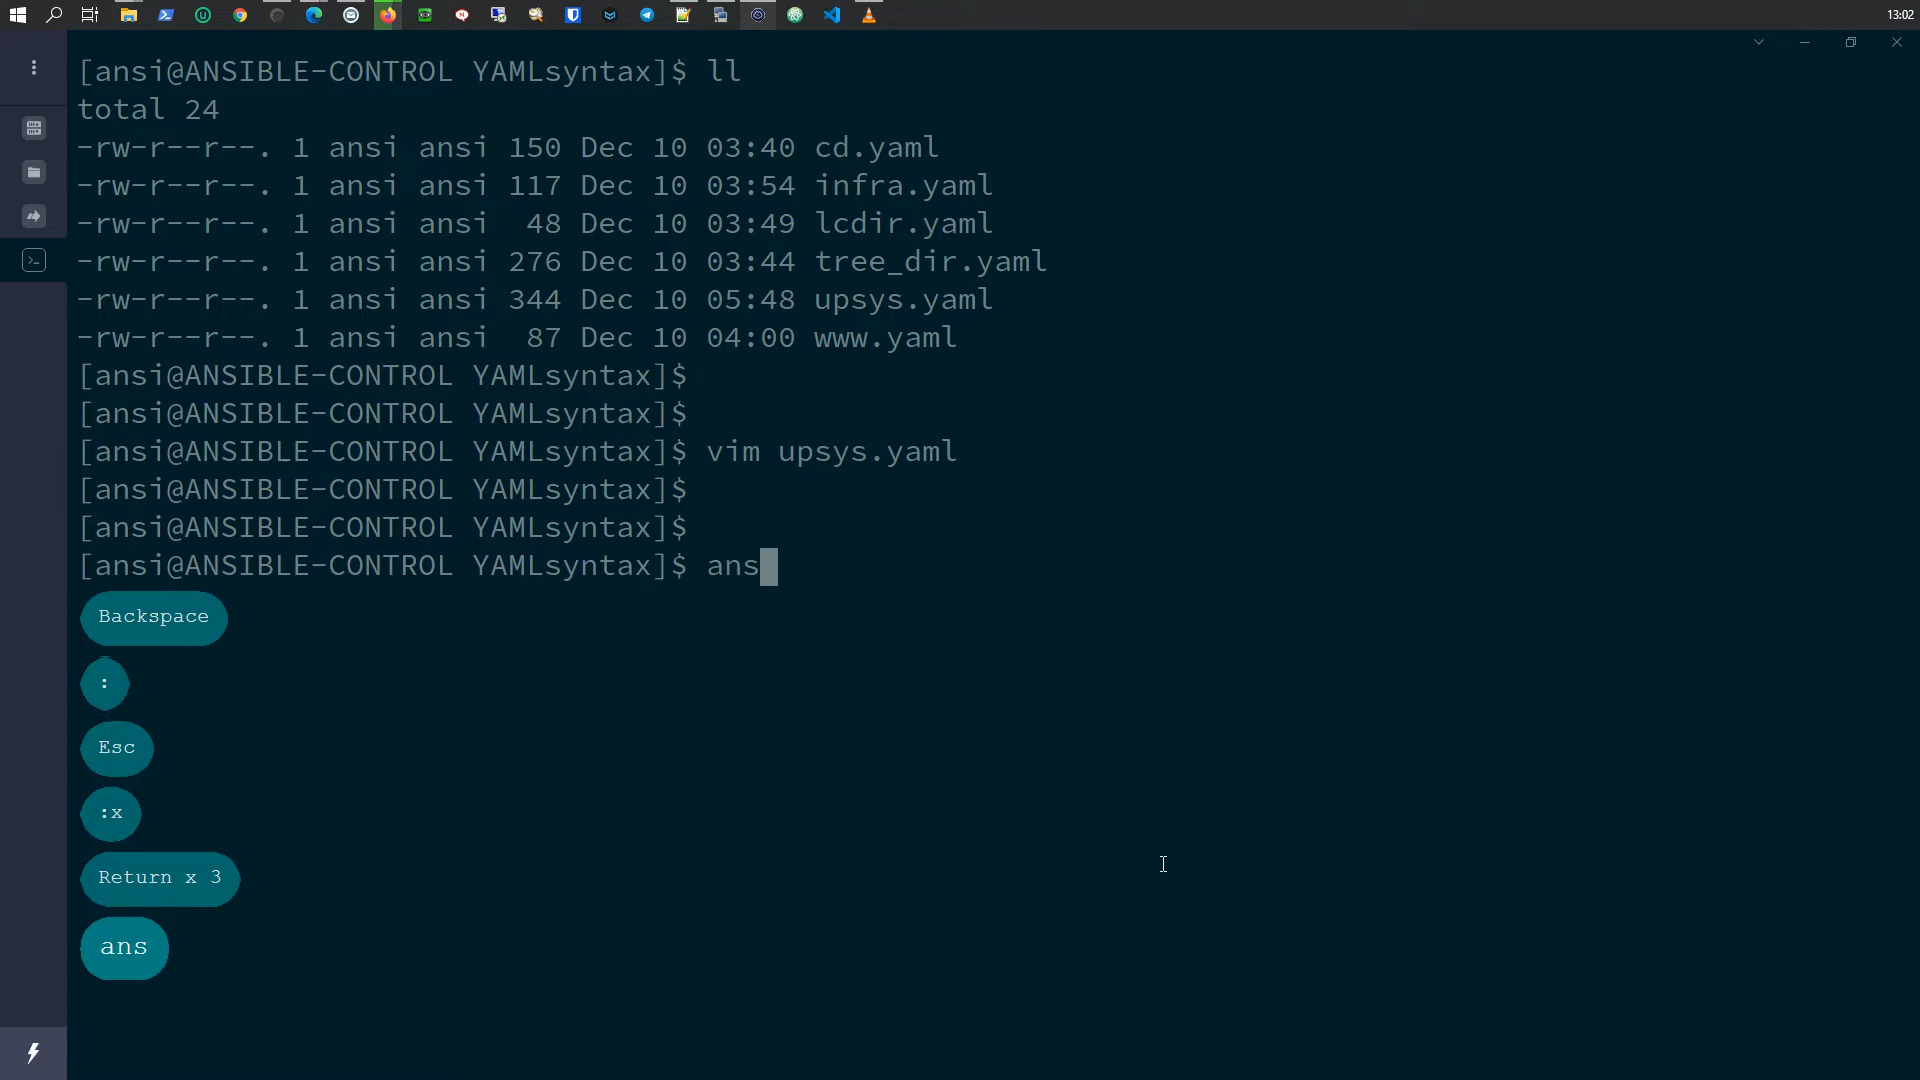 13:02
[ansi@ANSIBLE-CONTROL YAMLsyntax]$ ll
total 24
-rw-r--r--. 1 ansi ansi 150 Dec 10 03:40 cd.yaml
-rw-r--r--. 1 ansi ansi 117 Dec 10 03:54 infra.yaml
-rw-r--r--. 1 ansi ansi  48 Dec 10 03:49 lcdir.yaml
-rw-r--r--. 1 ansi ansi 276 Dec 10 03:44 tree_dir.yaml
-rw-r--r--. 1 ansi ansi 344 Dec 10 05:48 upsys.yaml
-rw-r--r--. 1 ansi ansi  87 Dec 10 04:00 www.yaml
[ansi@ANSIBLE-CONTROL YAMLsyntax]$
[ansi@ANSIBLE-CONTROL YAMLsyntax]$
[ansi@ANSIBLE-CONTROL YAMLsyntax]$ vim upsys.yaml
[ansi@ANSIBLE-CONTROL YAMLsyntax]$
[ansi@ANSIBLE-CONTROL YAMLsyntax]$
[ansi@ANSIBLE-CONTROL YAMLsyntax]$ ans
Backspace
:
Esc
:x
Return x 3
ans